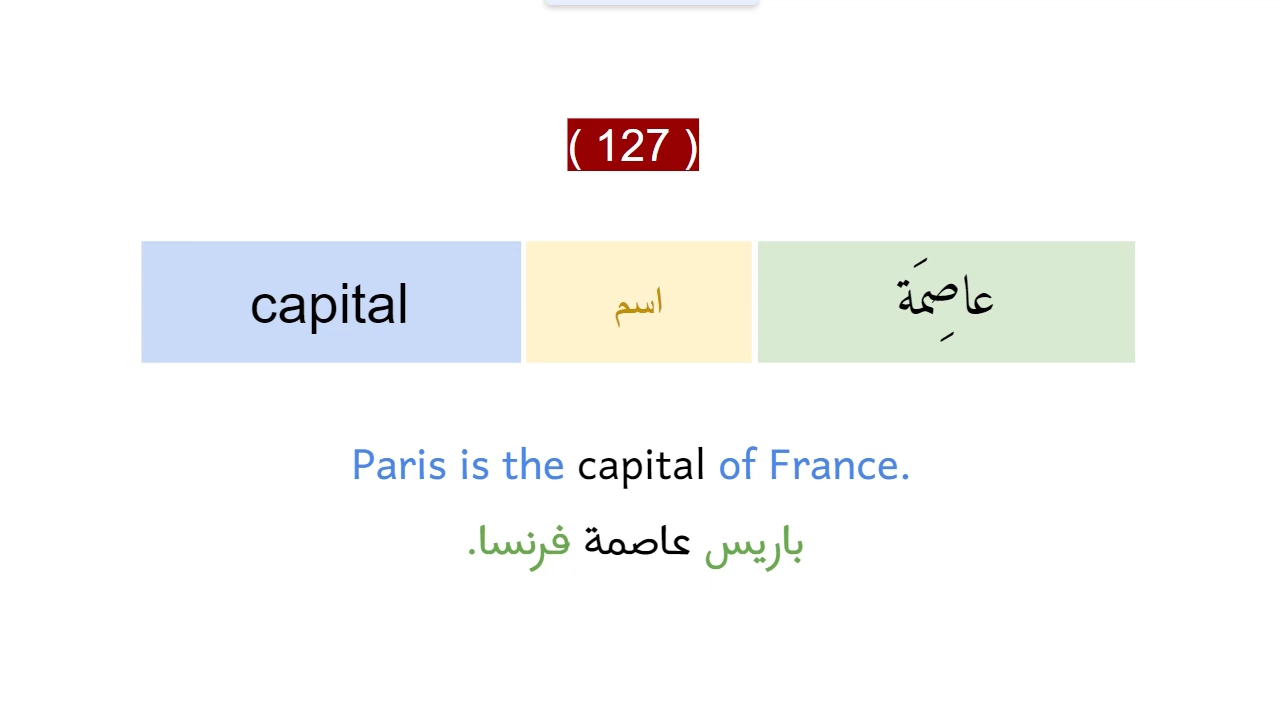 ( 127 )
capital اسم عاصِمَة
Paris is the capital of France.
باريس عاصمة فرنسا.